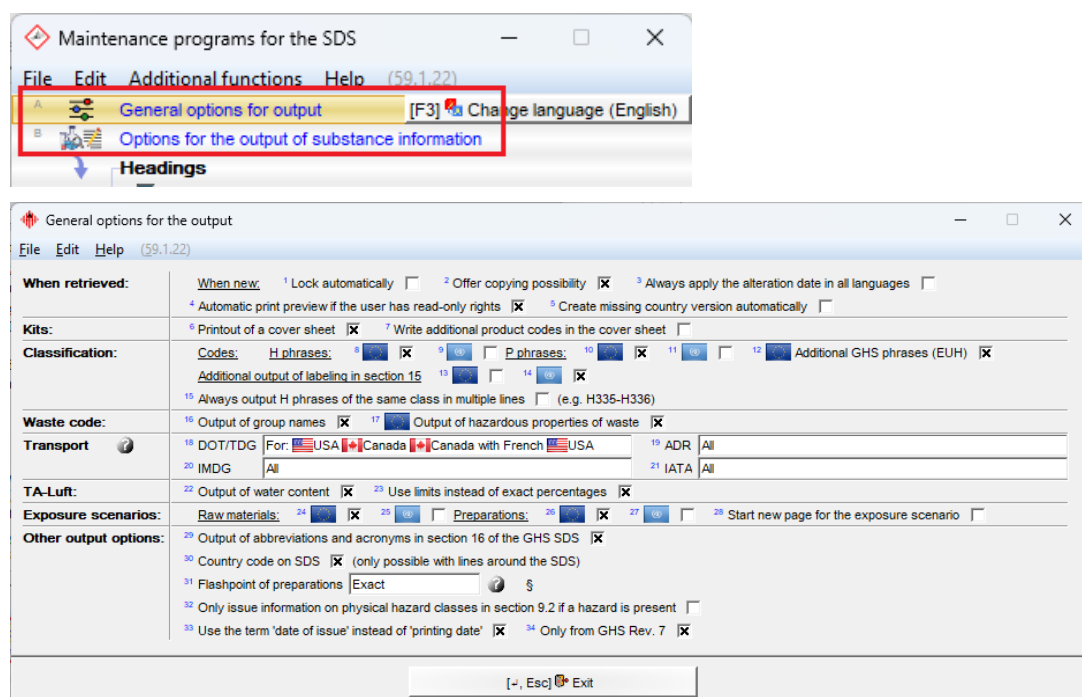 Maintenance programs for the SDS
File Edit Additional functions Help (59.1.22)
A General options for output [F3] Change language (English)
B Options for the output of substance information
Headings
General options for the output
File Edit Help (59.1.22)
When retrieved: When new: 1 Lock automatically 2 Offer copying possibility 3 Always apply the alteration date in all languages
4 Automatic print preview if the user has read-only rights 5 Create missing country version automatically
Kits: 6 Printout of a cover sheet 7 Write additional product codes in the cover sheet
Classification: Codes: H phrases: 8 9 P phrases: 10 11 12 Additional GHS phrases (EUH)
Additional output of labeling in section 15 13 14
15 Always output H phrases of the same class in multiple lines (e.g. H335-H336)
Waste code: 16 Output of group names 17 Output of hazardous properties of waste
Transport 18 DOT/TDG For: USA Canada Canada with French USA 19 ADR All
20 IMDG All 21 IATA All
TA-Luft: 22 Output of water content 23 Use limits instead of exact percentages
Exposure scenarios: Raw materials: 24 25 Preparations: 26 27 28 Start new page for the exposure scenario
Other output options: 29 Output of abbreviations and acronyms in section 16 of the GHS SDS
30 Country code on SDS (only possible with lines around the SDS)
31 Flashpoint of preparations Exact §
32 Only issue information on physical hazard classes in section 9.2 if a hazard is present
33 Use the term 'date of issue' instead of 'printing date' 34 Only from GHS Rev. 7
[↵, Esc] Exit